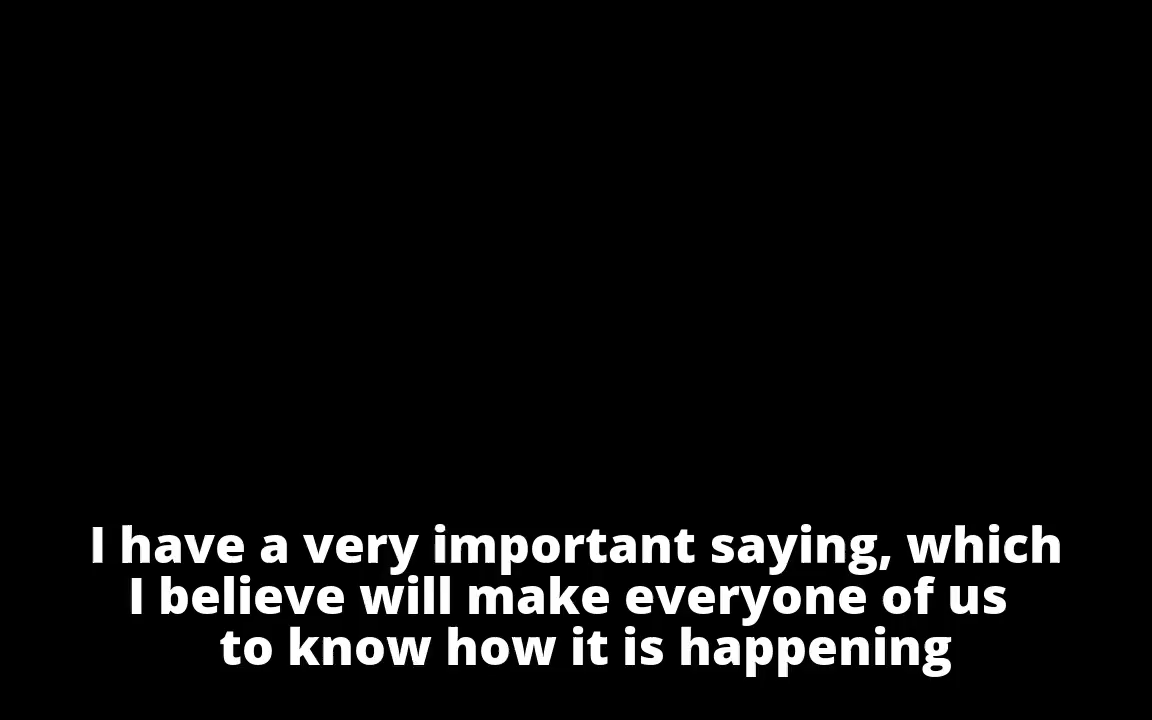 I have a very important saying, which
I believe will make everyone of us
to know how it is happening